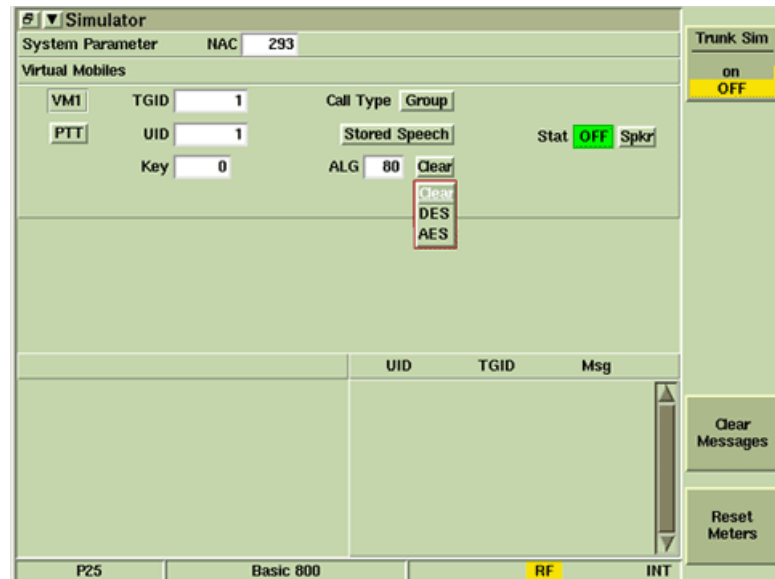 Simulator
System Parameter NAC 293
Trunk Sim
on
OFF
Virtual Mobiles
VM1 TGID 1 Call Type Group
PTT UID 1 Stored Speech Stat OFF Spkr
Key 0 ALG 80 Clear
Clear
DES
AES
UID TGID Msg
Clear
Messages
Reset
Meters
P25 Basic 800 RF INT